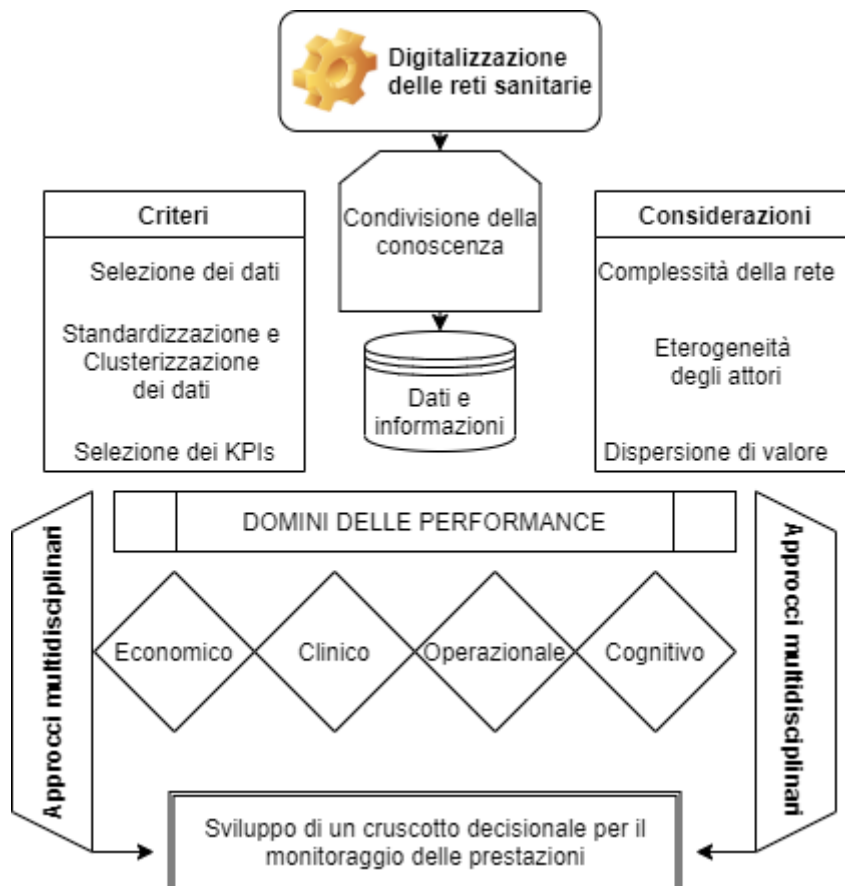 Digitalizzazione
delle reti sanitarie
Condivisione della
conoscenza
Criteri
Selezione dei dati
Standardizzazione e
Clusterizzazione
dei dati
Selezione dei KPIs
Considerazioni
Complessità della rete
Eterogeneità
degli attori
Dispersione di valore
Dati e
informazioni
Approcci multidisciplinari
DOMINI DELLE PERFORMANCE
Economico
Clinico
Operazionale
Cognitivo
Approcci multidisciplinari
Sviluppo di un cruscotto decisionale per il
monitoraggio delle prestazioni